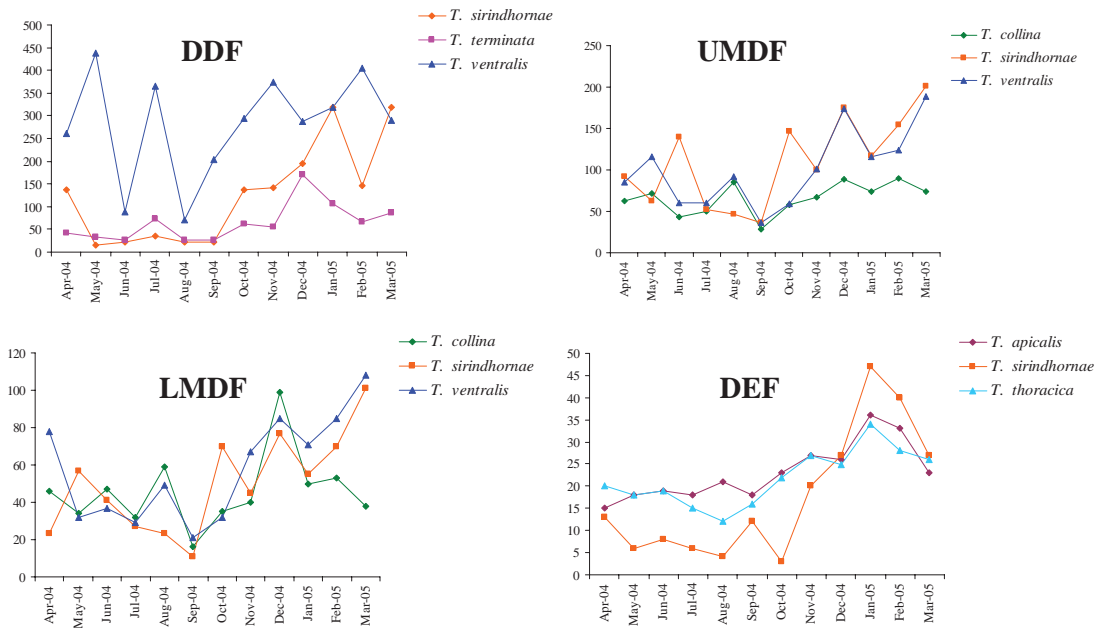 DDF
T. sirindhornae
T. terminata
T. ventralis
500
450
400
350
300
250
200
150
100
50
0
Apr-04
May-04
Jun-04
Jul-04
Aug-04
Sep-04
Oct-04
Nov-04
Dec-04
Jan-05
Feb-05
Mar-05
UMDF
T. collina
T. sirindhornae
T. ventralis
250
200
150
100
50
0
Apr-04
May-04
Jun-04
Jul-04
Aug-04
Sep-04
Oct-04
Nov-04
Dec-04
Jan-05
Feb-05
Mar-05
LMDF
T. collina
T. sirindhornae
T. ventralis
120
100
80
60
40
20
0
Apr-04
May-04
Jun-04
Jul-04
Aug-04
Sep-04
Oct-04
Nov-04
Dec-04
Jan-05
Feb-05
Mar-05
DEF
T. apicalis
T. sirindhornae
T. thoracica
50
45
40
35
30
25
20
15
10
5
0
Apr-04
May-04
Jun-04
Jul-04
Aug-04
Sep-04
Oct-04
Nov-04
Dec-04
Jan-05
Feb-05
Mar-05